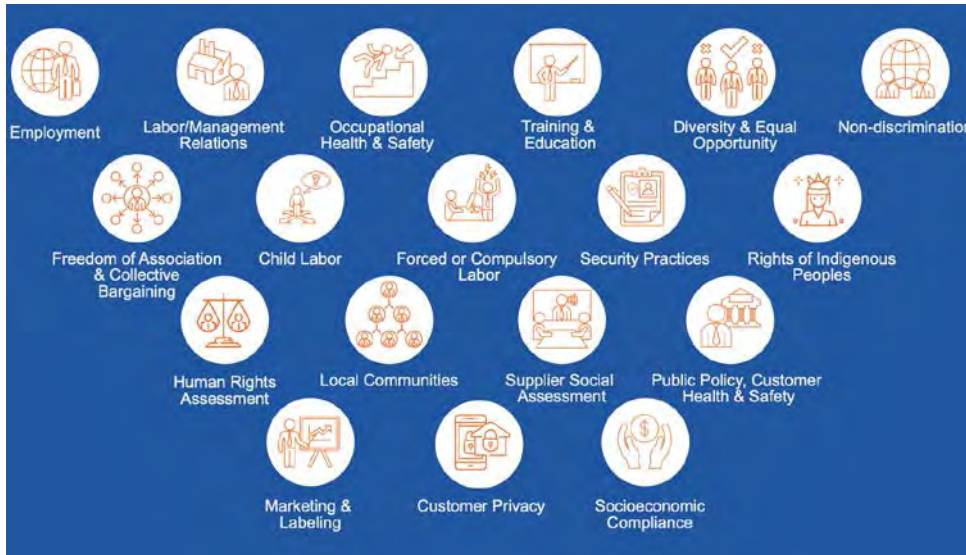 Employment
Labor/Management
Relations
Occupational
Health & Safety
Training &
Education
Diversity & Equal
Opportunity
Non-discrimination
Freedom of Association
& Collective
Bargaining
Child Labor
Forced or Compulsory
Labor
Security Practices
Rights of Indigenous
Peoples
Human Rights
Assessment
Local Communities
Supplier Social
Assessment
Public Policy, Customer
Health & Safety
Marketing &
Labeling
Customer Privacy
Socioeconomic
Compliance